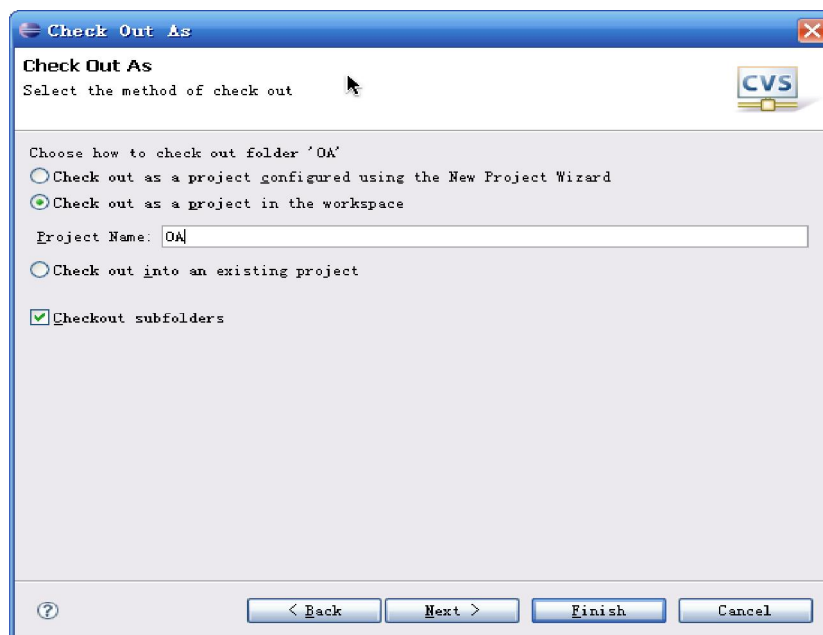 Check Out As
Check Out As
Select the method of check out
CVS
Choose how to check out folder 'OA'
Check out as a project configured using the New Project Wizard
Check out as a project in the workspace
Project Name: OA
Check out into an existing project
Checkout subfolders
?
< Back Next > Finish Cancel